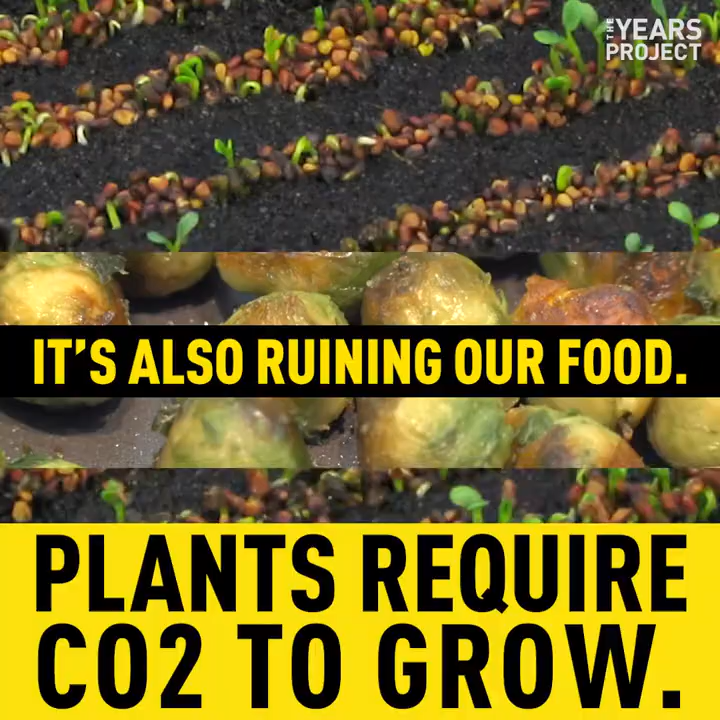 THE YEARS
PROJECT
IT'S ALSO RUINING OUR FOOD.
PLANTS REQUIRE
CO2 TO GROW.